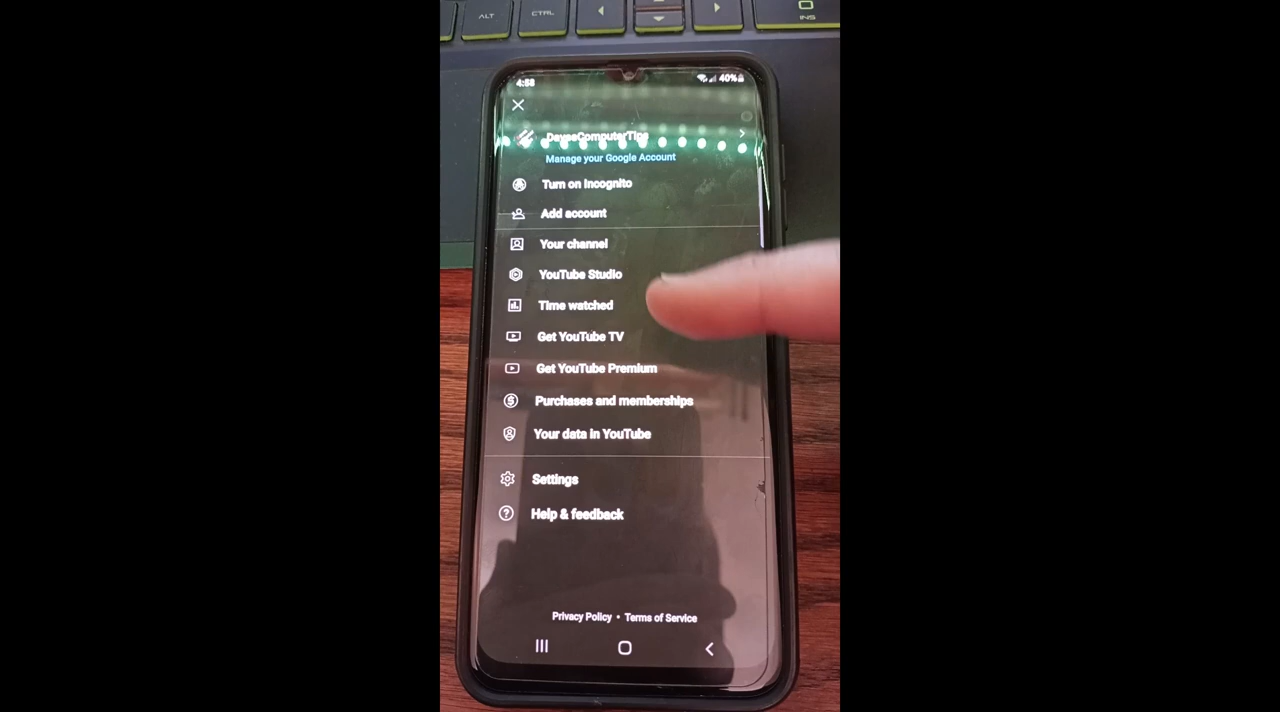 ALT
CTRL
INS
4:58
40%
DavesComputerTips
Manage your Google Account
Turn on Incognito
Add account
Your channel
YouTube Studio
Time watched
Get YouTube TV
Get YouTube Premium
Purchases and memberships
Your data in YouTube
Settings
Help & feedback
Privacy Policy • Terms of Service